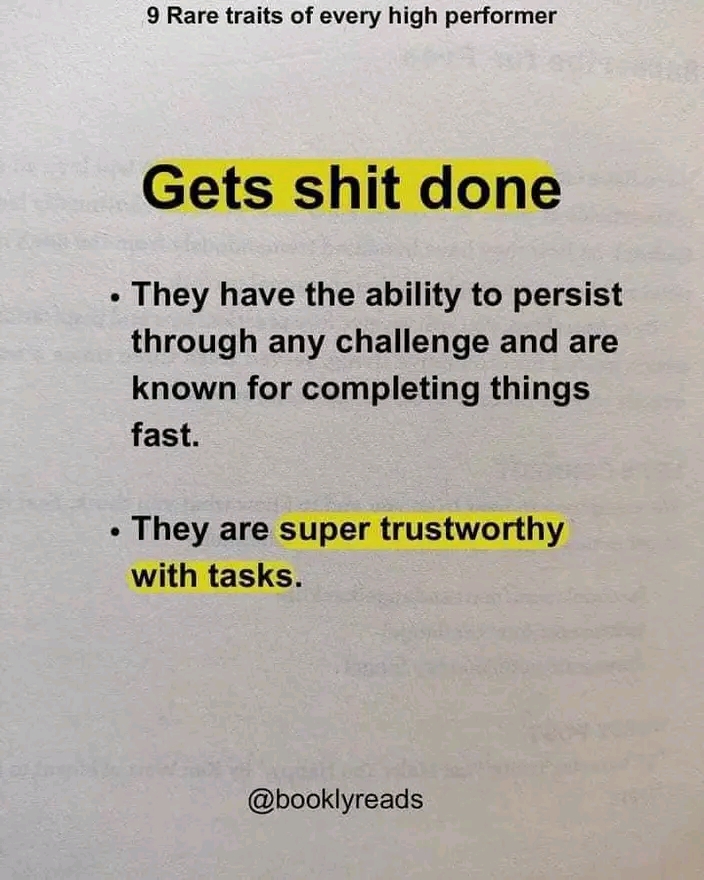 9 Rare traits of every high performer
Gets shit done
• They have the ability to persist
through any challenge and are
known for completing things
fast.
• They are super trustworthy
with tasks.
@booklyreads